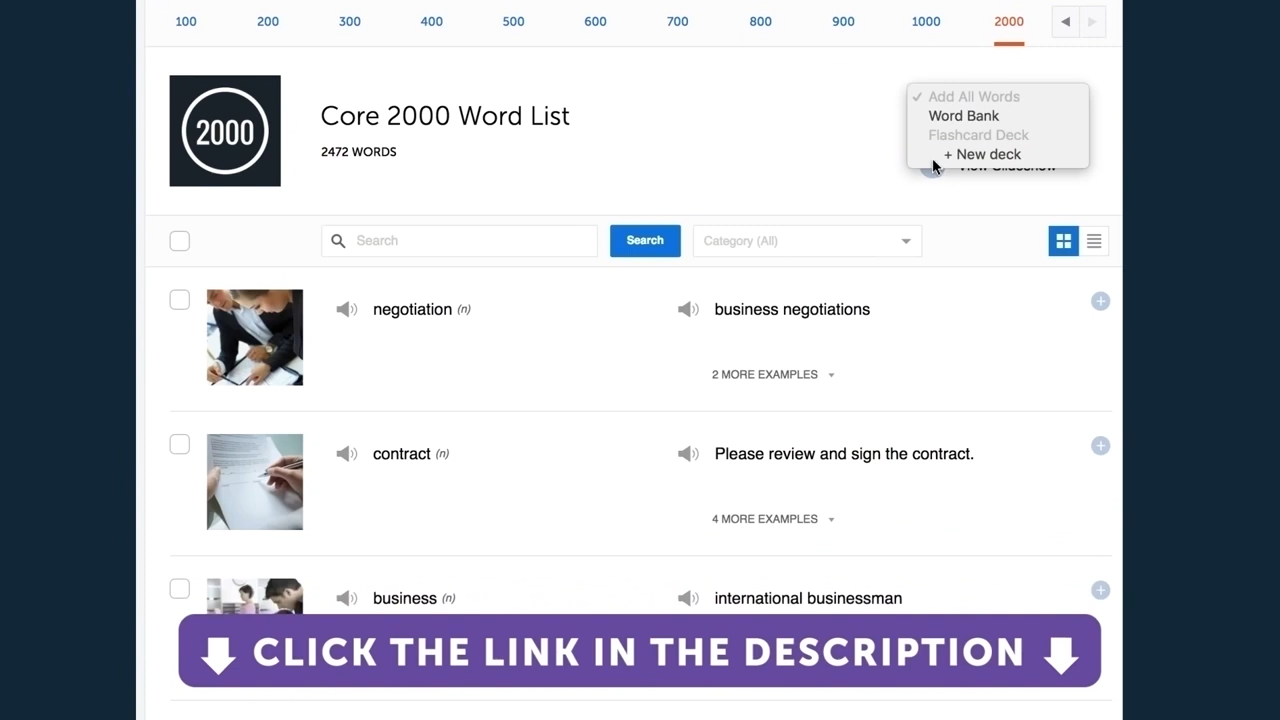 100 200 300 400 500 600 700 800 900 1000 2000
2000
Core 2000 Word List
2472 WORDS
Add All Words
Word Bank
Flashcard Deck
+ New deck
View Slideshow
Search
Search
Category (All)
negotiation (n)
business negotiations
2 MORE EXAMPLES
contract (n)
Please review and sign the contract.
4 MORE EXAMPLES
business (n)
international businessman
CLICK THE LINK IN THE DESCRIPTION